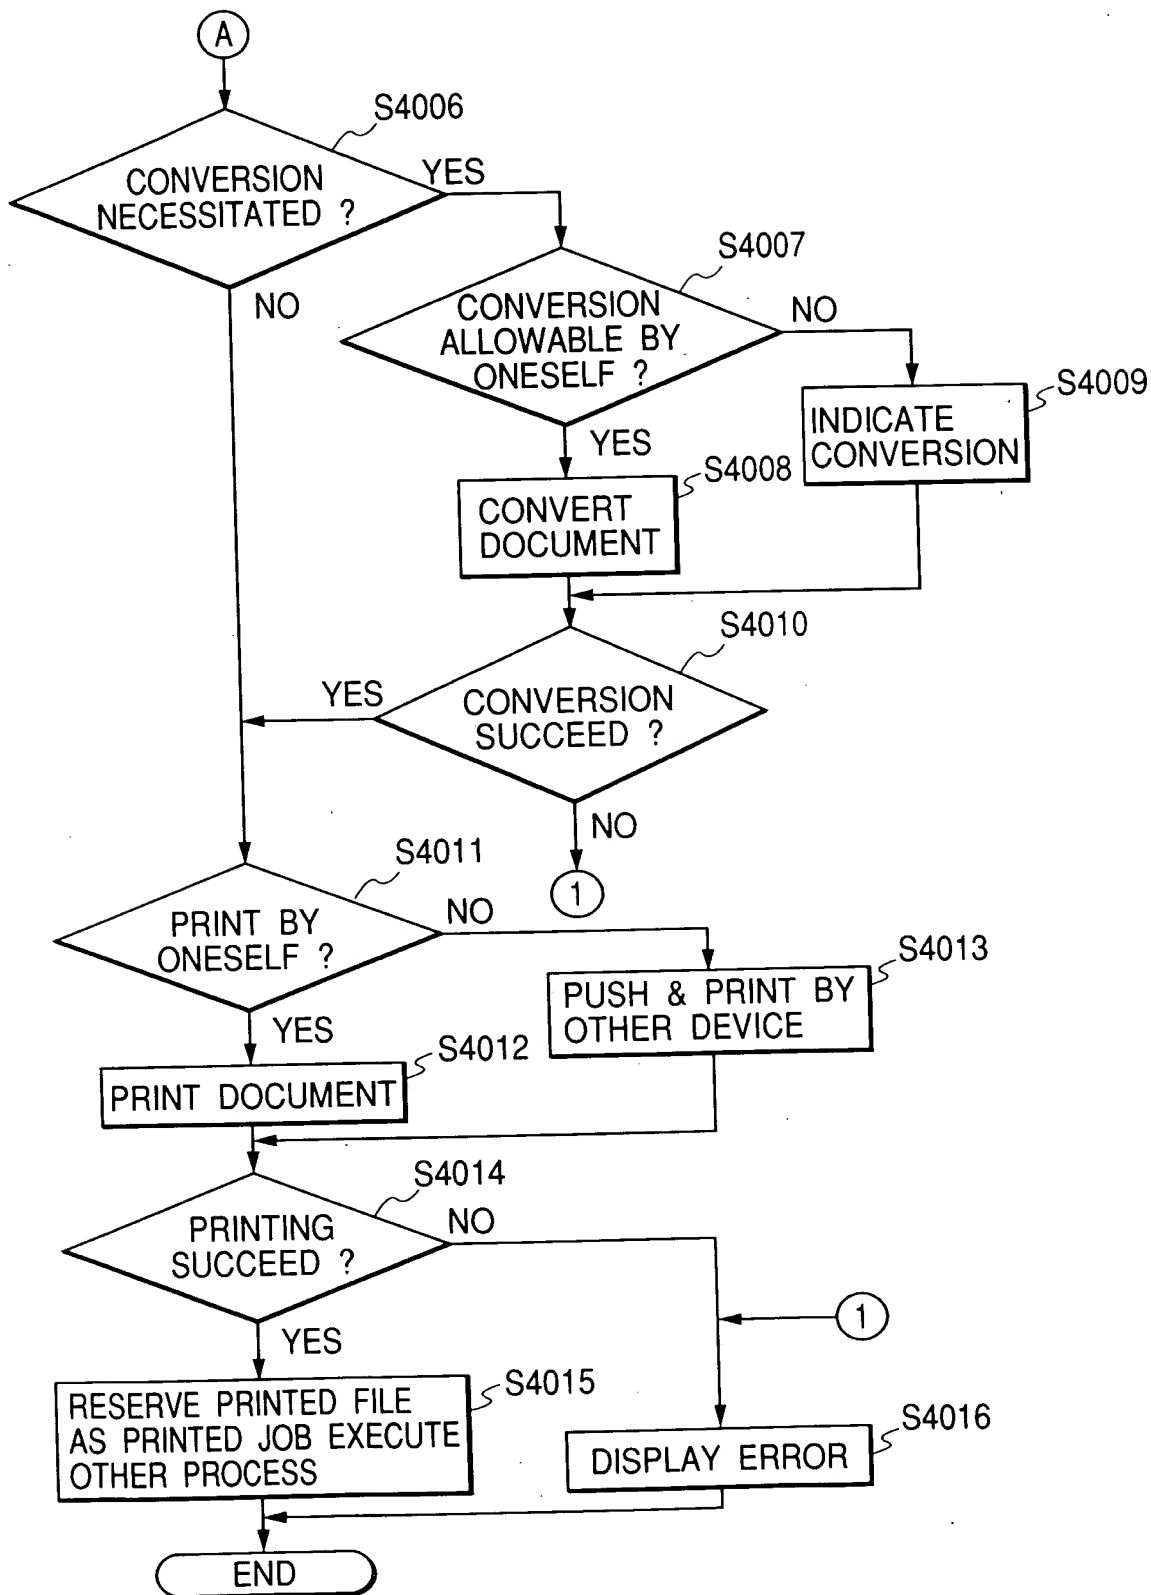 A
S4006
CONVERSION
NECESSITATED ?
YES
NO
S4007
CONVERSION
ALLOWABLE BY
ONESELF ?
NO
YES
S4009
INDICATE
CONVERSION
S4008
CONVERT
DOCUMENT
S4010
CONVERSION
SUCCEED ?
YES
NO
1
S4011
PRINT BY
ONESELF ?
NO
YES
S4013
PUSH & PRINT BY
OTHER DEVICE
S4012
PRINT DOCUMENT
S4014
PRINTING
SUCCEED ?
NO
YES
1
S4015
RESERVE PRINTED FILE
AS PRINTED JOB EXECUTE
OTHER PROCESS
S4016
DISPLAY ERROR
END